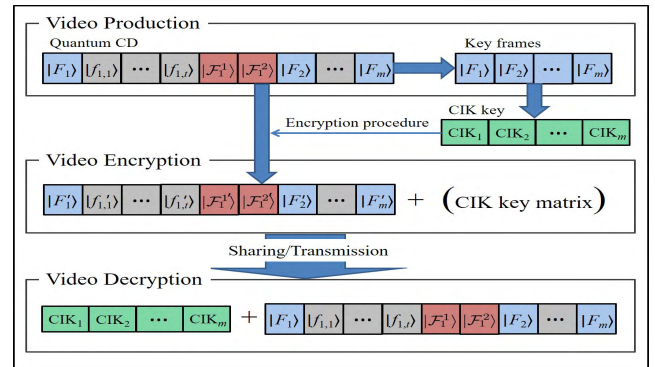 Video Production
Quantum CD
Key frames
|F₁⟩ |f₁,₁⟩ ••• |f₁,ₜ⟩ |ℱ₁¹⟩ |ℱ₁²⟩ |F₂⟩ ••• |Fₘ⟩
|F₁⟩ |F₂⟩ ••• |Fₘ⟩
CIK key
Encryption procedure
CIK₁ CIK₂ ••• CIKₘ
Video Encryption
|F′₁⟩ |f′₁,₁⟩ ••• |f′₁,ₜ⟩ |ℱ₁¹′⟩ |ℱ₁²′⟩ |F′₂⟩ ••• |F′ₘ⟩ + (CIK key matrix)
Sharing/Transmission
Video Decryption
CIK₁ CIK₂ ••• CIKₘ + |F₁⟩ |f₁,₁⟩ ••• |f₁,ₜ⟩ |ℱ₁¹⟩ |ℱ₁²⟩ |F₂⟩ ••• |Fₘ⟩